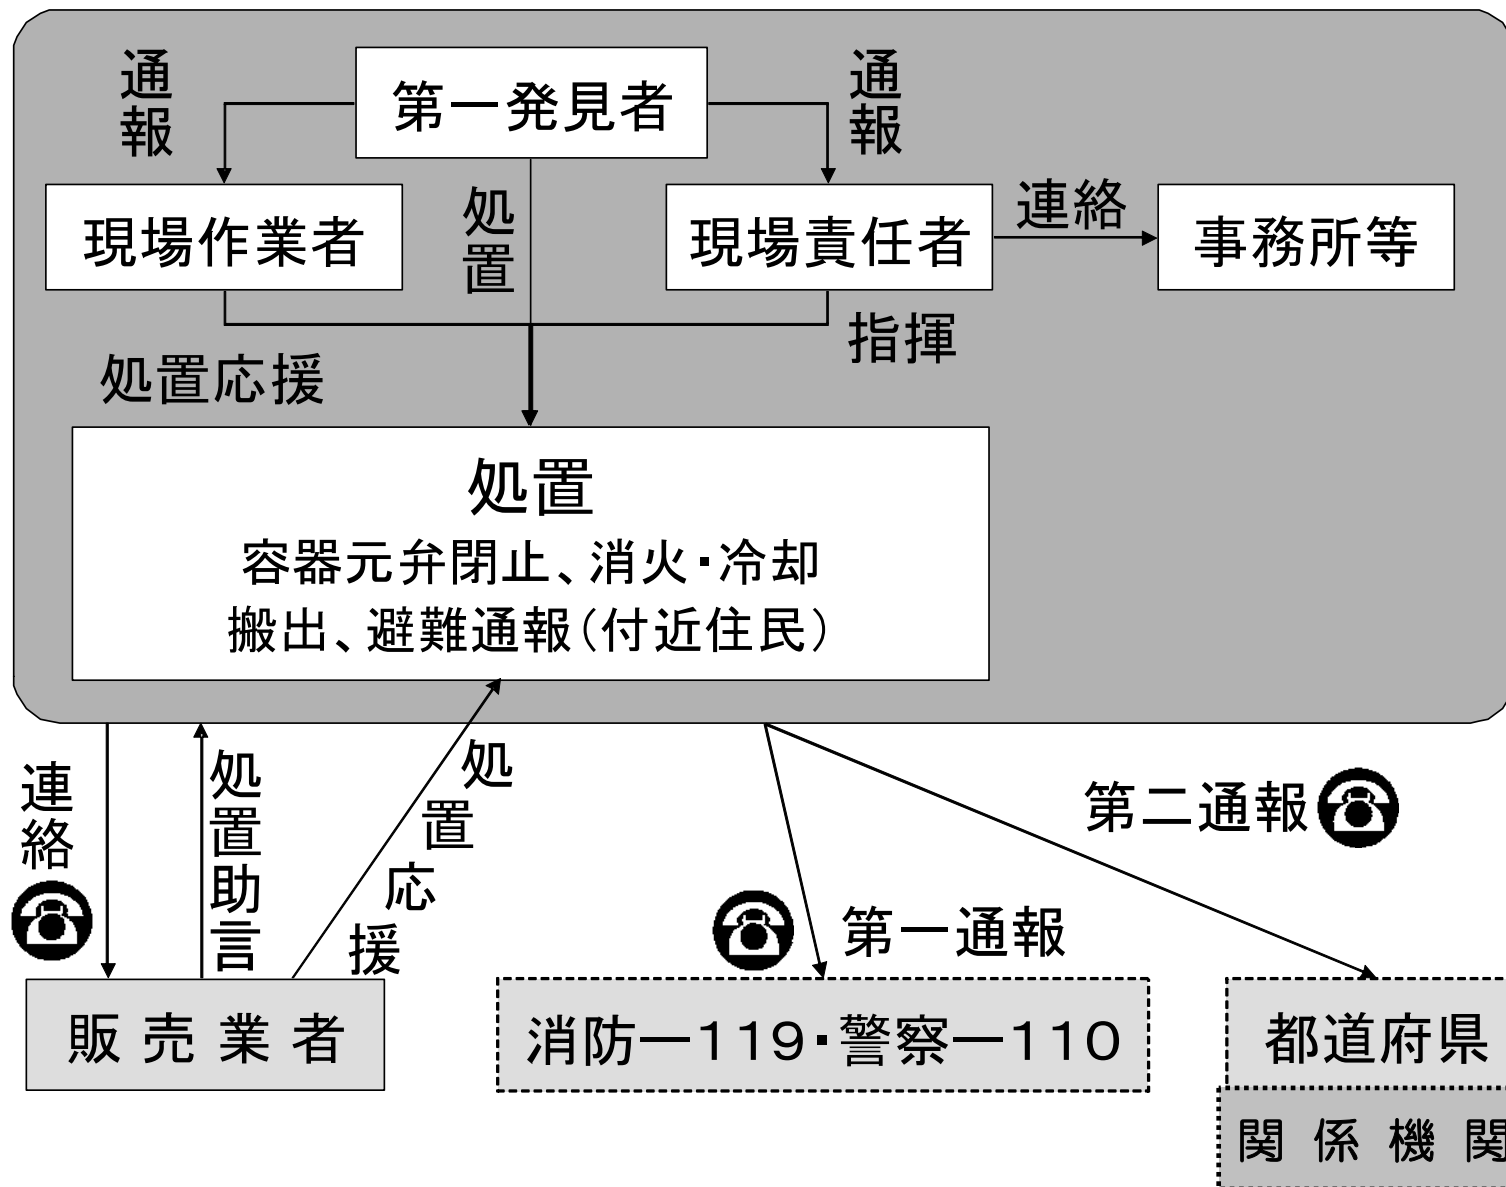 通報
第一発見者
通報
現場作業者
処置
現場責任者
連絡
事務所等
処置応援
指揮
処置
容器元弁閉止、消火・冷却
搬出、避難通報(付近住民)
連絡
処置助言
処置応援
第二通報
第一通報
販売業者
消防ー119・警察ー110
都道府県
関係機関